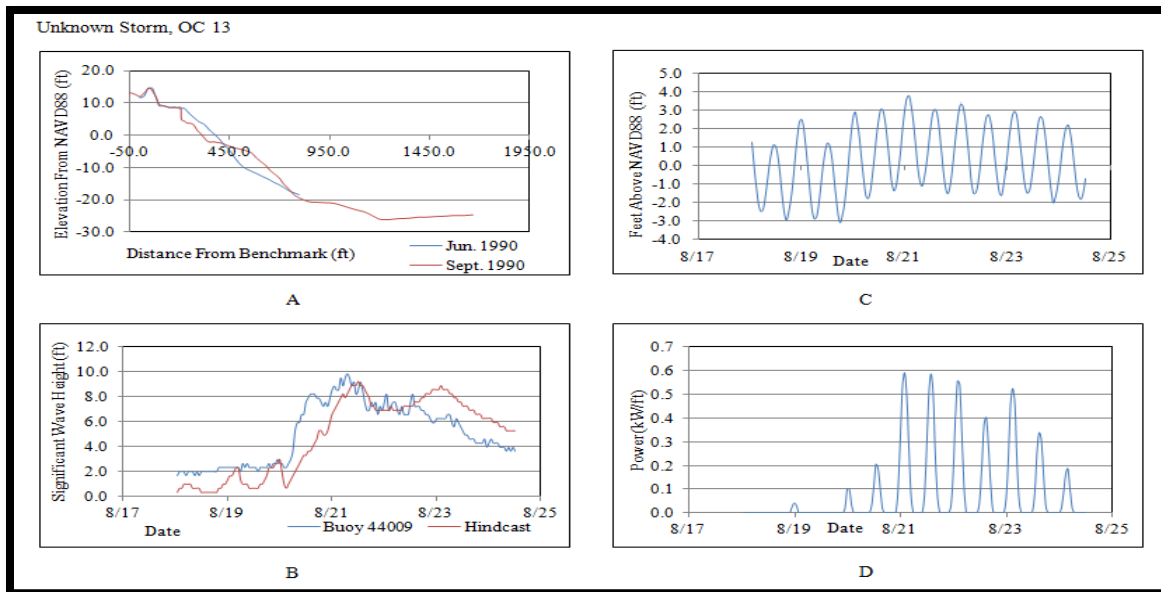 Unknown Storm, OC 13
Elevation From NAVD88 (ft)
20.0
10.0
0.0
-10.0
-20.0
-30.0
-50.0 450.0 950.0 1450.0 1950.0
Distance From Benchmark (ft)
Jun. 1990
Sept. 1990
A
Feet Above NAVD88 (ft)
5.0
4.0
3.0
2.0
1.0
0.0
-1.0
-2.0
-3.0
-4.0
8/17 8/19 8/21 8/23 8/25
Date
C
Significant Wave Height(ft)
12.0
10.0
8.0
6.0
4.0
2.0
0.0
8/17 8/19 8/21 8/23 8/25
Date
Buoy 44009 Hindcast
B
Power(kW/ft)
0.7
0.6
0.5
0.4
0.3
0.2
0.1
0.0
8/17 8/19 8/21 8/23 8/25
Date
D